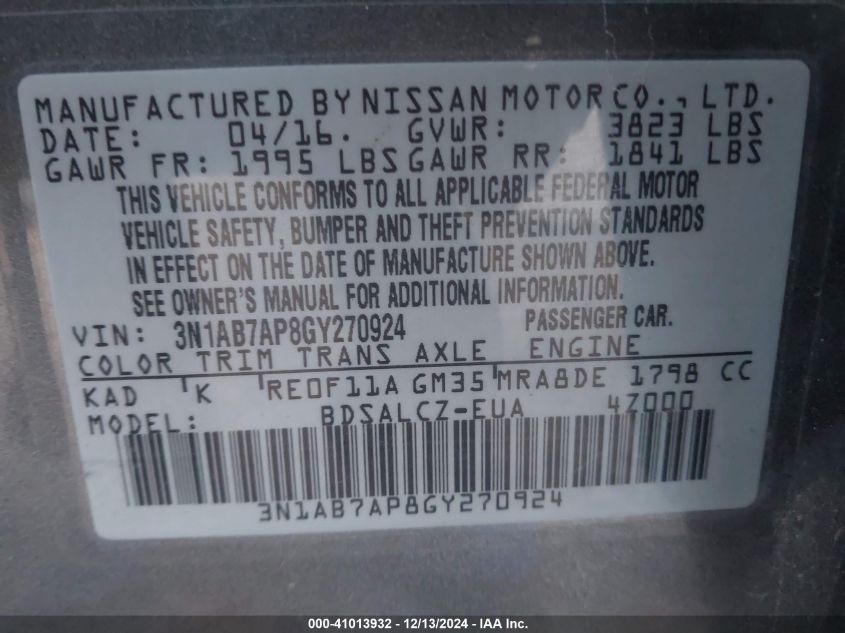 MANUFACTURED BY NISSAN MOTOR CO., LTD.
DATE: 04/16. GVWR: 3823 LBS
GAWR FR: 1995 LBS GAWR RR: 1841 LBS
THIS VEHICLE CONFORMS TO ALL APPLICABLE FEDERAL MOTOR
VEHICLE SAFETY, BUMPER AND THEFT PREVENTION STANDARDS
IN EFFECT ON THE DATE OF MANUFACTURE SHOWN ABOVE.
SEE OWNER'S MANUAL FOR ADDITIONAL INFORMATION.
VIN: 3N1AB7AP8GY270924 PASSENGER CAR.
COLOR TRIM TRANS AXLE ENGINE
KAD K RE0F11A GM35 MRA8DE 1798 CC
MODEL: BDSALCZ-EUA 4Z000
3N1AB7AP8GY270924
000-41013932 - 12/13/2024 - IAA Inc.